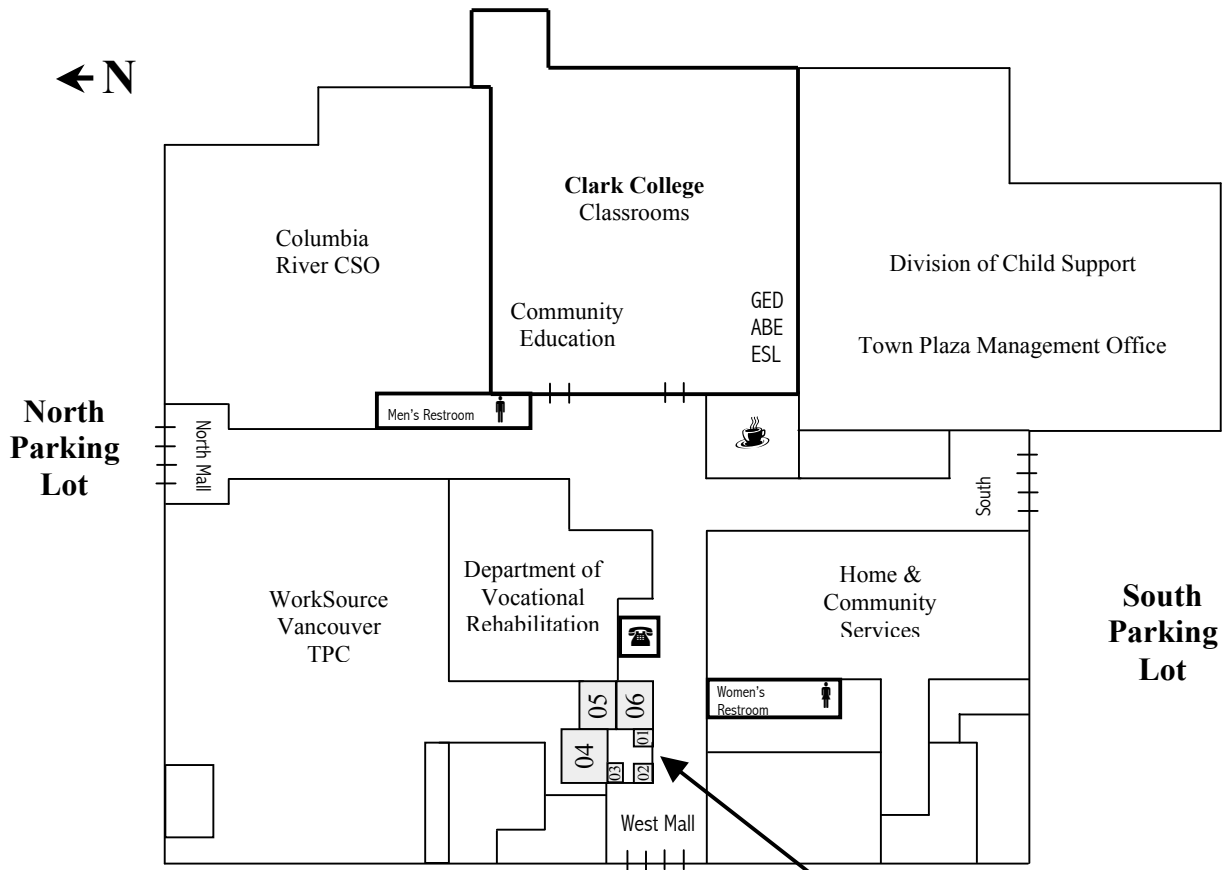 N
Clark College
Classrooms
Columbia
River CSO
Division of Child Support
Community
Education
GED
ABE
ESL
Town Plaza Management Office
North
Parking
Lot
Men's Restroom
North Mall
South
WorkSource
Vancouver
TPC
Department of
Vocational
Rehabilitation
Home &
Community
Services
South
Parking
Lot
Women's
Restroom
05
06
04
01
03
02
West Mall